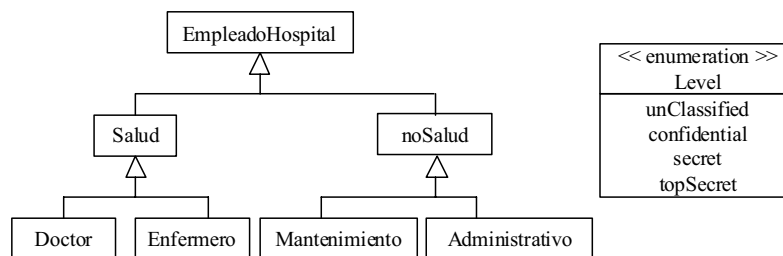 EmpleadoHospital
<< enumeration >>
Level
unClassified
confidential
secret
topSecret
Salud
noSalud
Doctor
Enfermero
Mantenimiento
Administrativo